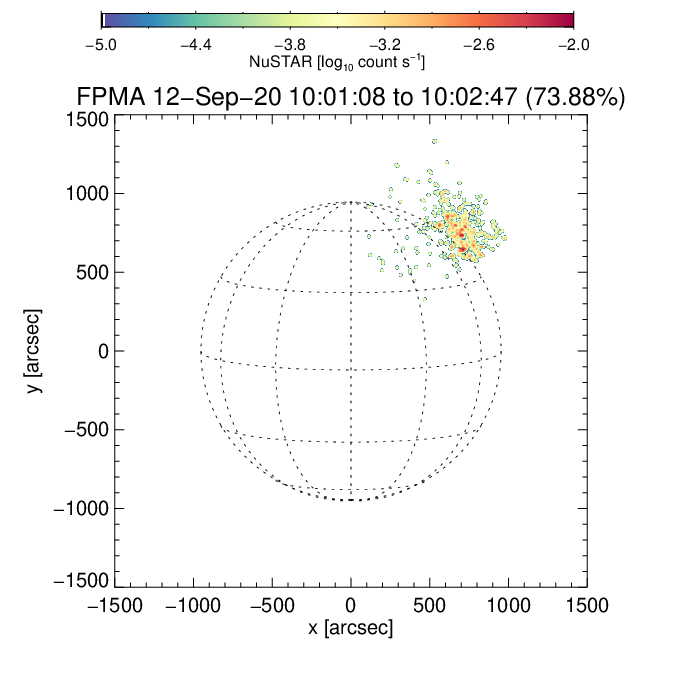 −5.0 −4.4 −3.8 −3.2 −2.6 −2.0
NuSTAR [log₁₀ count s⁻¹]
FPMA 12−Sep−20 10:01:08 to 10:02:47 (73.88%)
1500
1000
500
0
−500
−1000
−1500
y [arcsec]
−1500 −1000 −500 0 500 1000 1500
x [arcsec]